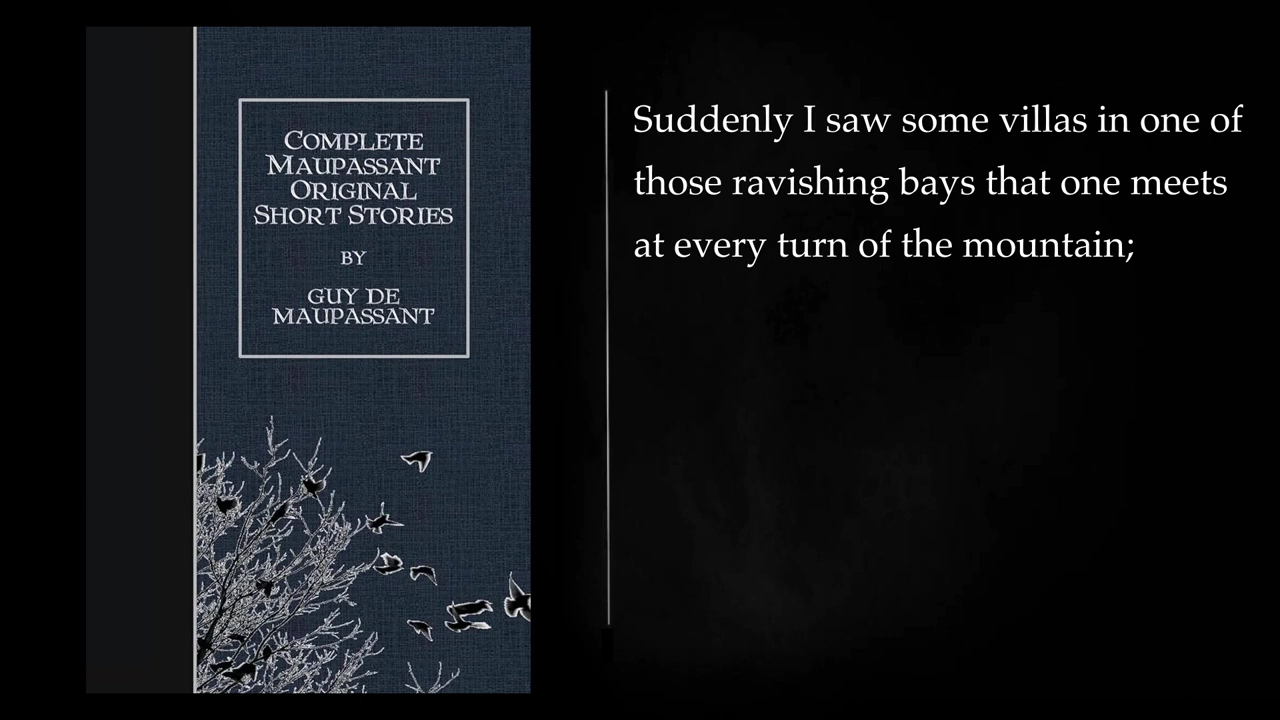 COMPLETE
MAUPASSANT
ORIGINAL
SHORT STORIES
BY
GUY DE
MAUPASSANT
Suddenly I saw some villas in one of
those ravishing bays that one meets
at every turn of the mountain;